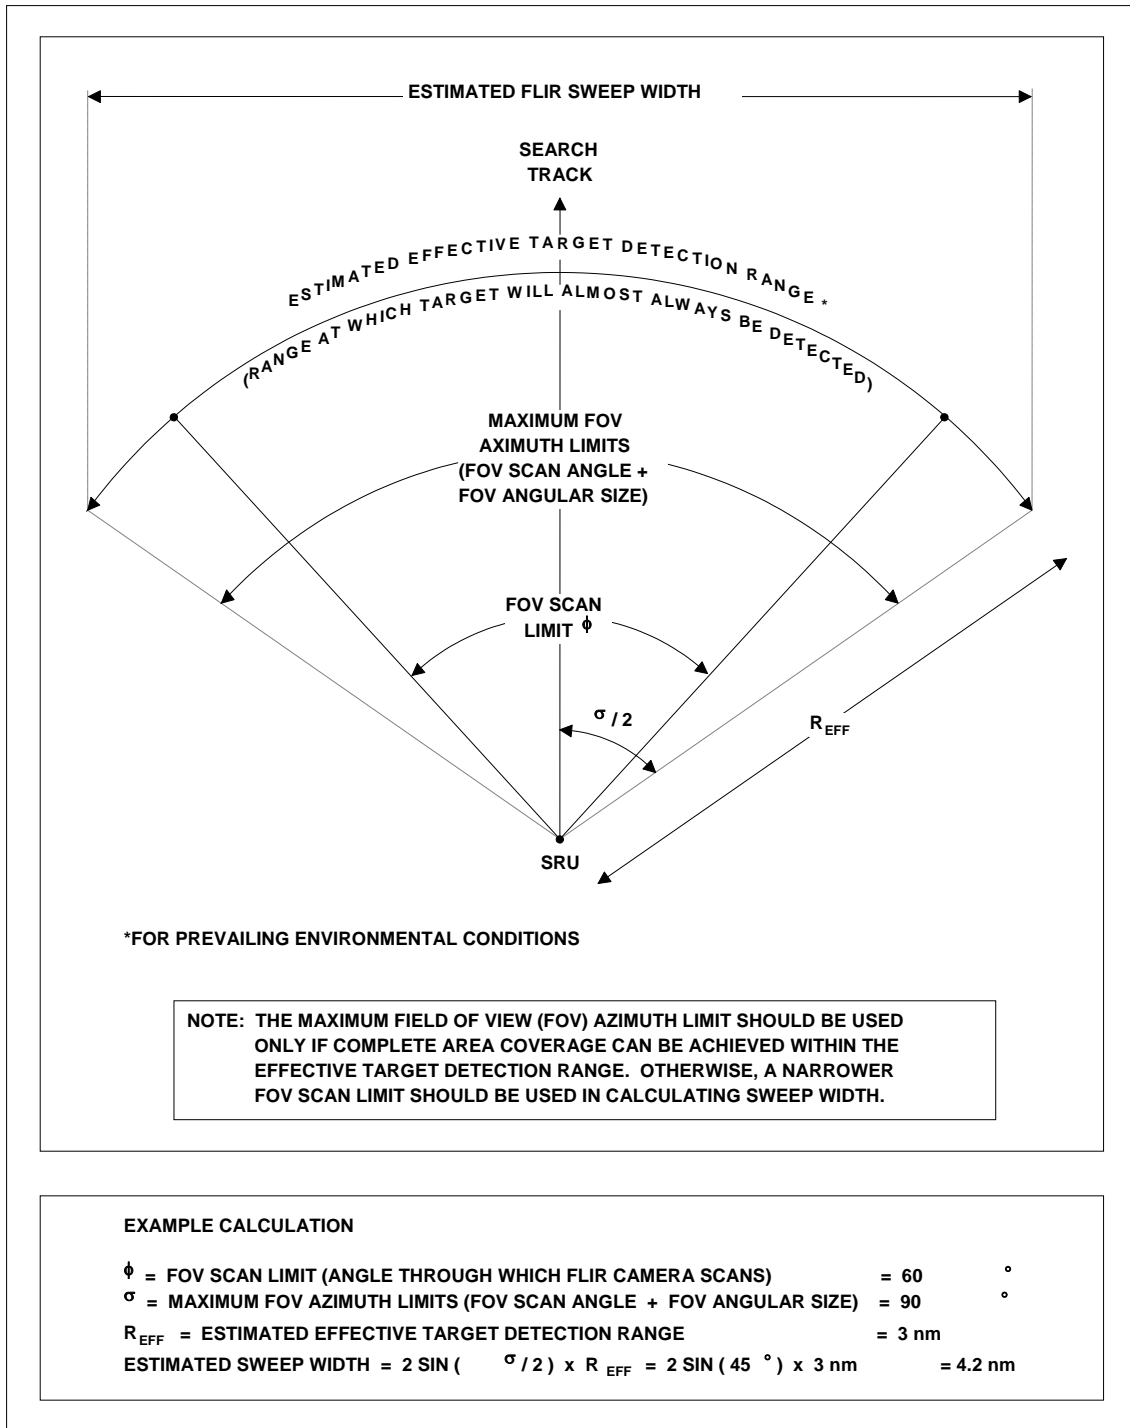 ESTIMATED FLIR SWEEP WIDTH
SEARCH
TRACK
ESTIMATED EFFECTIVE TARGET DETECTION RANGE *
(RANGE AT WHICH TARGET WILL ALMOST ALWAYS BE DETECTED)
MAXIMUM FOV
AXIMUTH LIMITS
(FOV SCAN ANGLE +
FOV ANGULAR SIZE)
FOV SCAN
LIMIT ϕ
σ / 2
R EFF
SRU
*FOR PREVAILING ENVIRONMENTAL CONDITIONS
NOTE: THE MAXIMUM FIELD OF VIEW (FOV) AZIMUTH LIMIT SHOULD BE USED
ONLY IF COMPLETE AREA COVERAGE CAN BE ACHIEVED WITHIN THE
EFFECTIVE TARGET DETECTION RANGE. OTHERWISE, A NARROWER
FOV SCAN LIMIT SHOULD BE USED IN CALCULATING SWEEP WIDTH.
EXAMPLE CALCULATION
ϕ = FOV SCAN LIMIT (ANGLE THROUGH WHICH FLIR CAMERA SCANS) = 60 °
σ = MAXIMUM FOV AZIMUTH LIMITS (FOV SCAN ANGLE + FOV ANGULAR SIZE) = 90 °
R EFF = ESTIMATED EFFECTIVE TARGET DETECTION RANGE = 3 nm
ESTIMATED SWEEP WIDTH = 2 SIN ( σ / 2 ) x R EFF = 2 SIN ( 45 ° ) x 3 nm = 4.2 nm